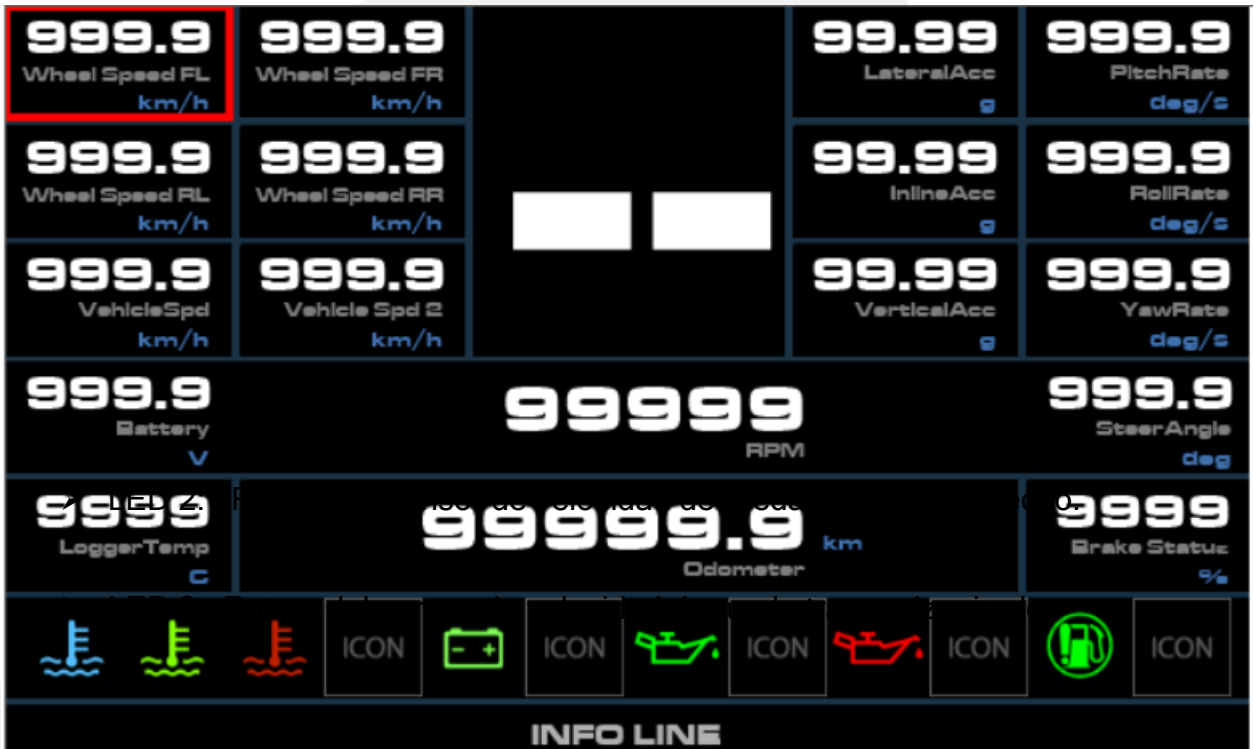 999.9 999.9 99.99 999.9
Wheel Speed FL Wheel Speed FR LateralAcc PitchRate
km/h km/h g deg/s
999.9 999.9 99.99 999.9
Wheel Speed RL Wheel Speed RR InlineAcc RollRate
km/h km/h g deg/s
999.9 999.9 99.99 999.9
VehicleSpd Vehicle Spd 2 VerticalAcc YawRate
km/h km/h g deg/s
999.9 99999 999.9
Battery RPM SteerAngle
V deg
9999 99999.9 km 9999
LoggerTemp Odometer Brake Status
C %
LED 2:
ICON ICON ICON ICON ICON
INFO LINE